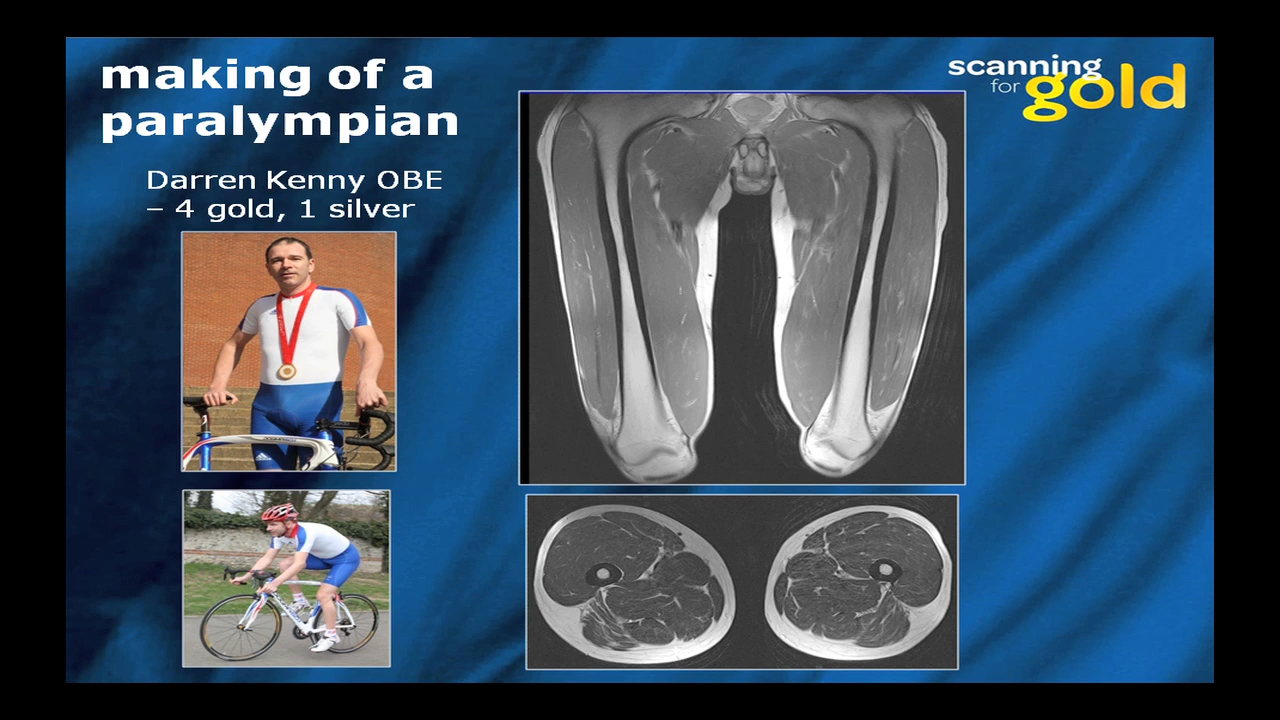 making of a
paralympian
Darren Kenny OBE
– 4 gold, 1 silver
scanning
for gold